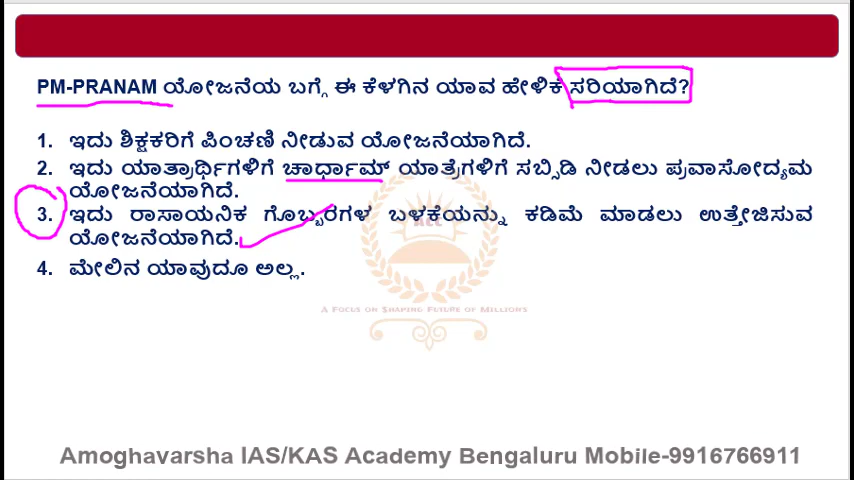 PM-PRANAM ಯೋಜನೆಯ ಬಗ್ಗೆ ಈ ಕೆಳಗಿನ ಯಾವ ಹೇಳಿಕೆ ಸರಿಯಾಗಿದೆ?
1. ಇದು ಶಿಕ್ಷಕರಿಗೆ ಪಿಂಚಣಿ ನೀಡುವ ಯೋಜನೆಯಾಗಿದೆ.
2. ಇದು ಯಾತ್ರಾರ್ಥಿಗಳಿಗೆ ಚಾರ್ಧಾಮ್ ಯಾತ್ರೆಗಳಿಗೆ ಸಬ್ಸಿಡಿ ನೀಡಲು ಪ್ರವಾಸೋದ್ಯಮ
ಯೋಜನೆಯಾಗಿದೆ.
3. ಇದು ರಾಸಾಯನಿಕ ಗೊಬ್ಬರಗಳ ಬಳಕೆಯನ್ನು ಕಡಿಮೆ ಮಾಡಲು ಉತ್ತೇಜಿಸುವ
ಯೋಜನೆಯಾಗಿದೆ.
4. ಮೇಲಿನ ಯಾವುದೂ ಅಲ್ಲ.
A FOCUS ON SHAPING FUTURE OF MILLIONS
Amoghavarsha IAS/KAS Academy Bengaluru Mobile-9916766911